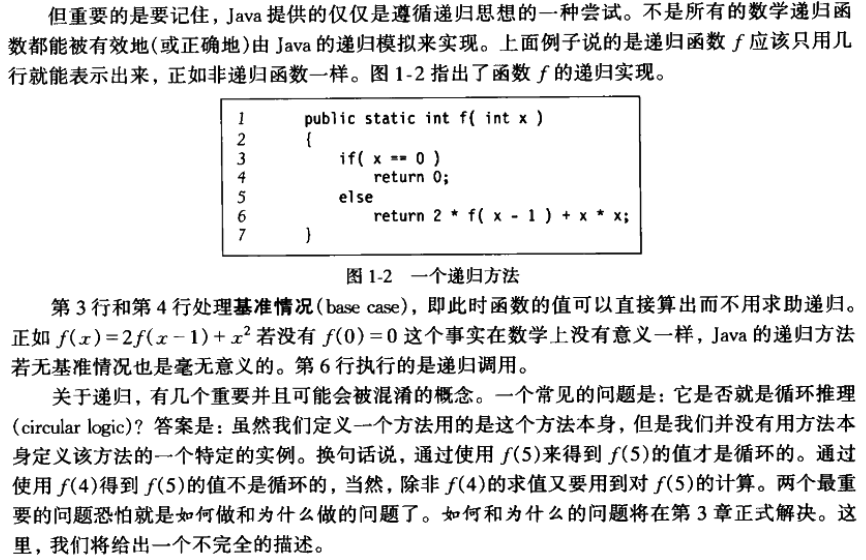 但重要的是要记住，Java 提供的仅仅是遵循递归思想的一种尝试。不是所有的数学递归函
数都能被有效地(或正确地)由 Java 的递归模拟来实现。上面例子说的是递归函数 f 应该只用几
行就能表示出来，正如非递归函数一样。图 1-2 指出了函数 f 的递归实现。
1 public static int f( int x )
2 {
3 if( x == 0 )
4 return 0;
5 else
6 return 2 * f( x - 1 ) + x * x;
7 }
图 1-2 一个递归方法
第 3 行和第 4 行处理基准情况(base case)，即此时函数的值可以直接算出而不用求助递归。
正如 f(x)=2f(x-1)+x² 若没有 f(0)=0 这个事实在数学上没有意义一样，Java 的递归方法
若无基准情况也是毫无意义的。第 6 行执行的是递归调用。
关于递归，有几个重要并且可能会被混淆的概念。一个常见的问题是：它是否就是循环推理
(circular logic)？答案是：虽然我们定义一个方法用的是这个方法本身，但是我们并没有用方法本
身定义该方法的一个特定的实例。换句话说，通过使用 f(5)来得到 f(5)的值才是循环的。通过
使用 f(4)得到 f(5)的值不是循环的，当然，除非 f(4)的求值又要用到对 f(5)的计算。两个最重
要的问题恐怕就是如何做和为什么做的问题了。如何和为什么的问题将在第 3 章正式解决。这
里，我们将给出一个不完全的描述。